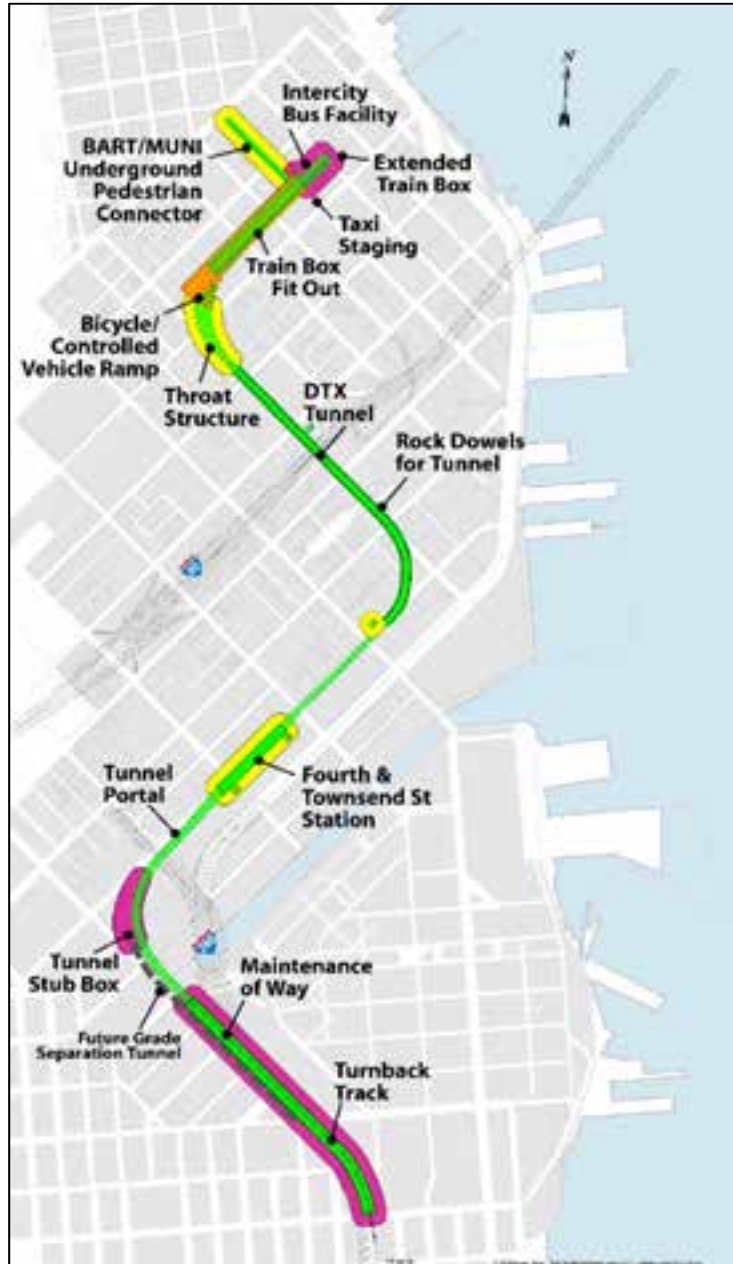 N
Intercity
Bus Facility
BART/MUNI
Underground
Pedestrian
Connector
Extended
Train Box
Taxi
Staging
Train Box
Fit Out
Bicycle/
Controlled
Vehicle Ramp
Throat
Structure
DTX
Tunnel
Rock Dowels
for Tunnel
Tunnel
Portal
Fourth &
Townsend St
Station
Tunnel
Stub Box
Maintenance
of Way
Future Grade
Separation Tunnel
Turnback
Track